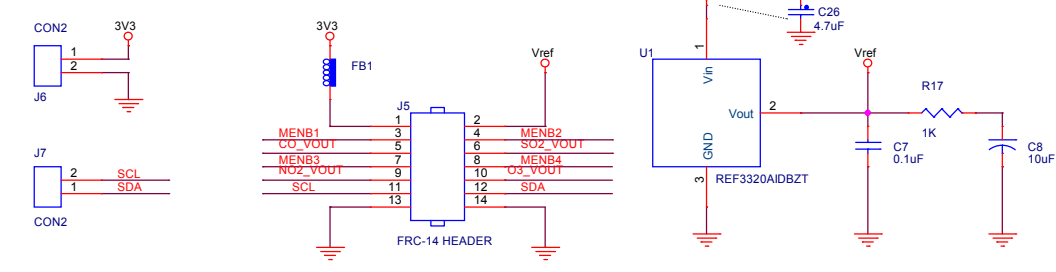 C26
4.7uF
CON2
3V3
1
2
J6
3V3
FB1
Vref
U1
1
Vin
Vout
2
GND
3
REF3320AIDBZT
Vref
R17
1K
C7
0.1uF
C8
10uF
J5
1
2
MENB1
3
4
MENB2
CO_VOUT
5
6
SO2_VOUT
MENB3
7
8
MENB4
NO2_VOUT
9
10
O3_VOUT
SCL
11
12
SDA
13
14
FRC-14 HEADER
J7
2
SCL
1
SDA
CON2